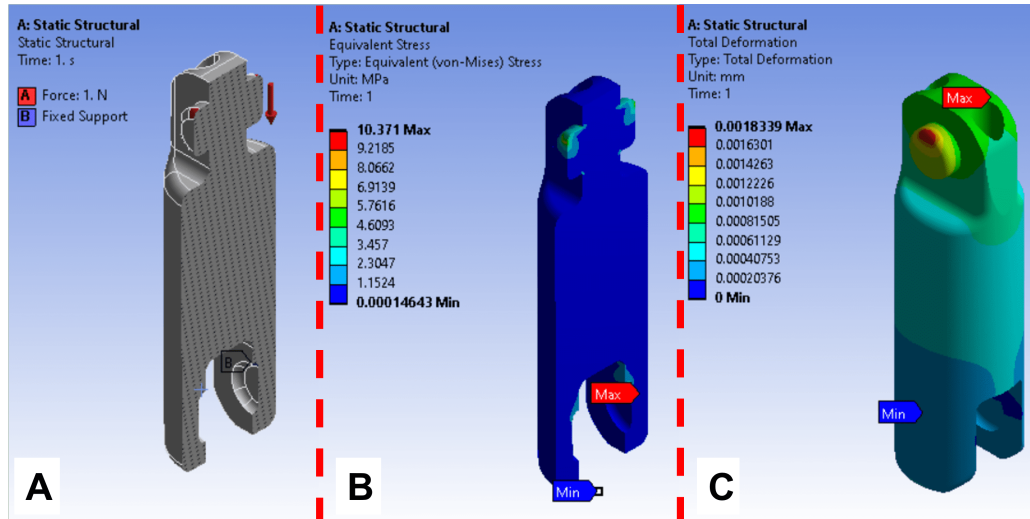 A: Static Structural
Static Structural
Time: 1. s
A Force: 1. N
B Fixed Support
B
A
A: Static Structural
Equivalent Stress
Type: Equivalent (von-Mises) Stress
Unit: MPa
Time: 1
10.371 Max
9.2185
8.0662
6.9139
5.7616
4.6093
3.457
2.3047
1.1524
0.00014643 Min
Max
Min
B
A: Static Structural
Total Deformation
Type: Total Deformation
Unit: mm
Time: 1
0.0018339 Max
0.0016301
0.0014263
0.0012226
0.0010188
0.00081505
0.00061129
0.00040753
0.00020376
0 Min
Max
Min
C